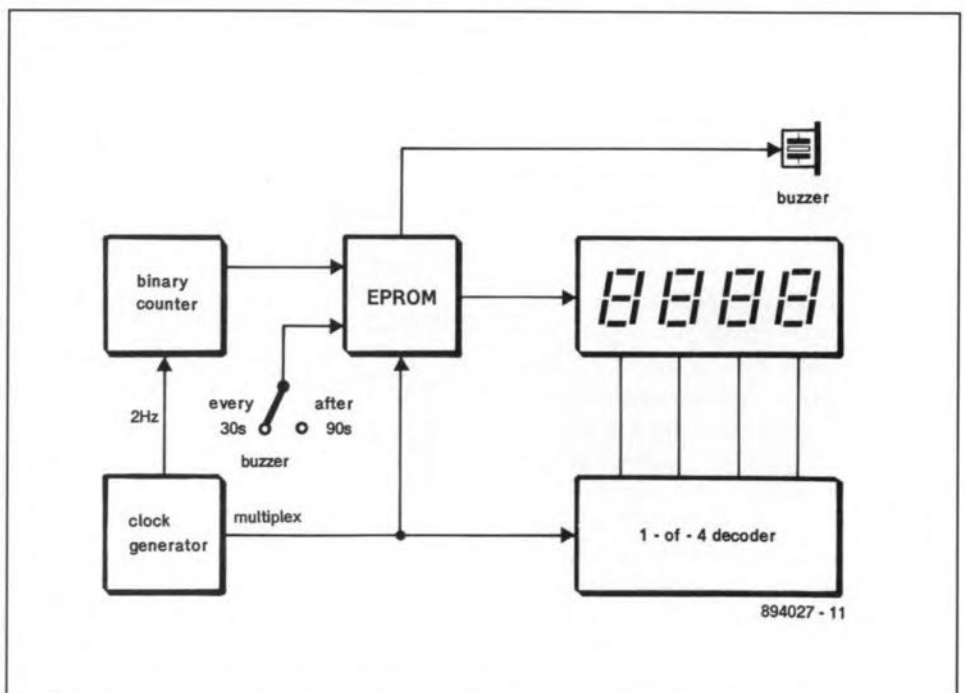 buzzer
binary
counter
EPROM
8888
2Hz
every after
30s 90s
buzzer
clock
generator
multiplex
1 - of - 4 decoder
894027 - 11